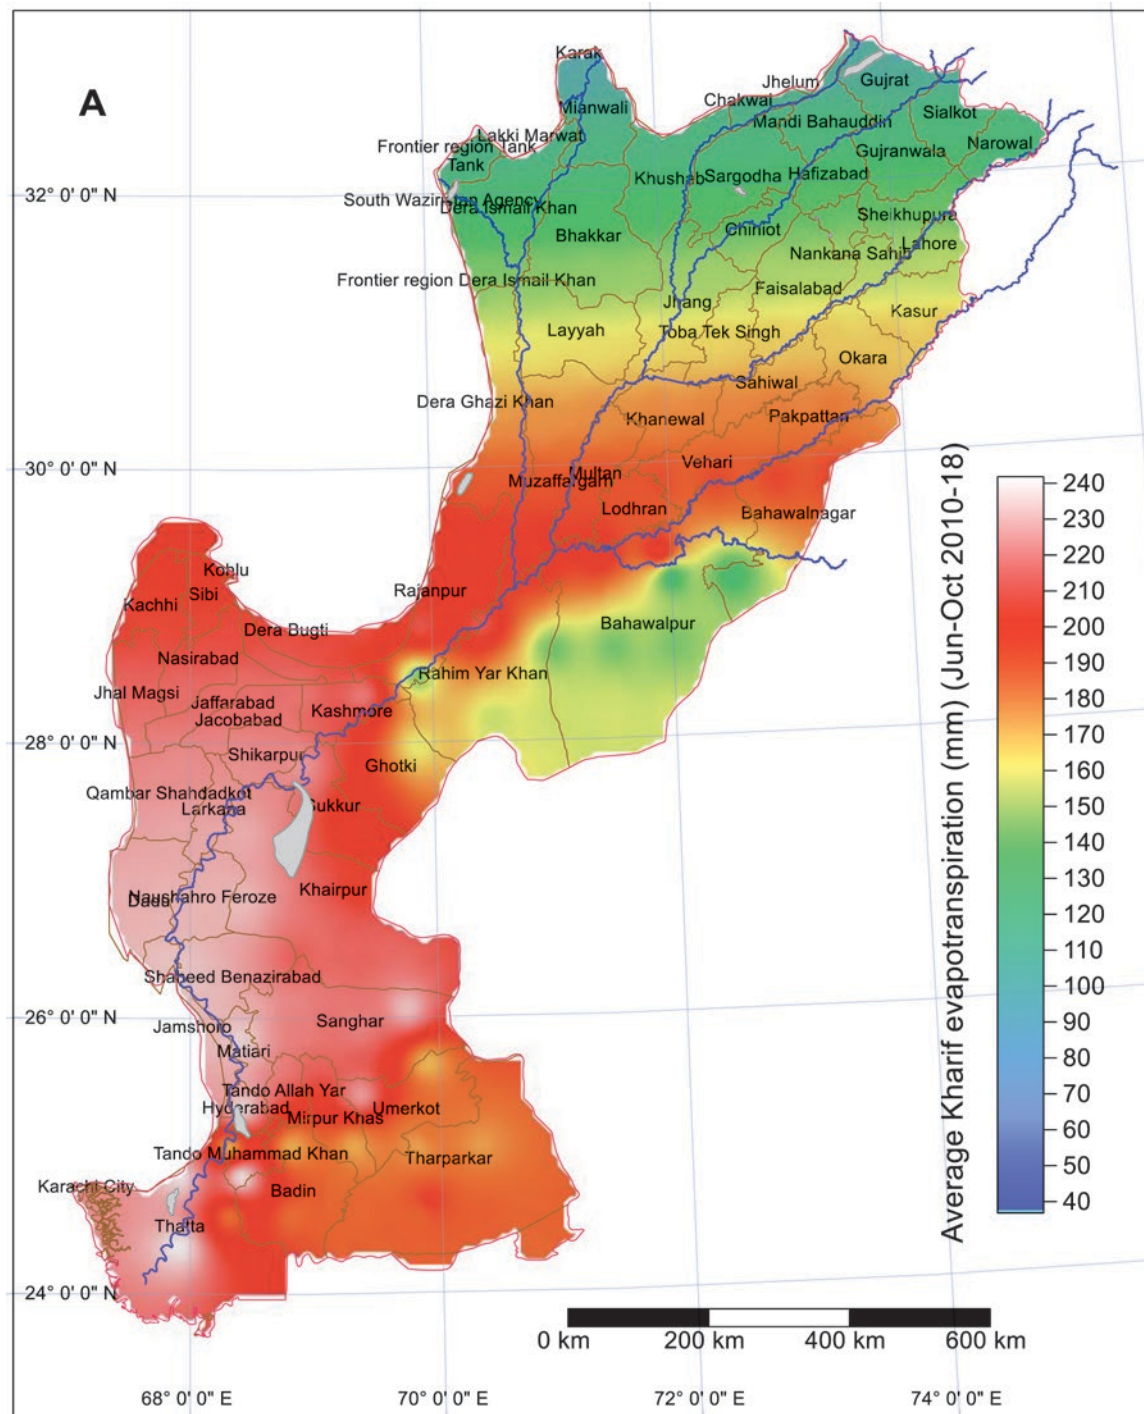 A
Karak
Jhelum
Gujrat
Chakwal
Mianwali
Mandi Bahauddin
Sialkot
Lakki Marwat
Frontier region Tank
Narowal
Gujranwala
Tank
Khushab
Sargodha
Hafizabad
32° 0' 0" N
South Waziristan Agency
Dera Ismail Khan
Sheikhupura
Bhakkar
Chiniot
Lahore
Nankana Sahib
Frontier region Dera Ismail Khan
Faisalabad
Jhang
Kasur
Layyah
Toba Tek Singh
Okara
Sahiwal
Dera Ghazi Khan
Khanewal
Pakpattan
30° 0' 0" N
Vehari
Multan
Muzaffargarh
Lodhran
Bahawalnagar
Kohlu
Sibi
Kachhi
Rajanpur
Dera Bugti
Bahawalpur
Nasirabad
Rahim Yar Khan
Jhal Magsi
Jaffarabad
Jacobabad
Kashmore
28° 0' 0" N
Shikarpur
Ghotki
Qambar Shahdadkot
Larkana
Sukkur
Khairpur
Naushahro Feroze
Dadu
Shaheed Benazirabad
26° 0' 0" N
Jamshoro
Sanghar
Matiari
Tando Allah Yar
Hyderabad
Umerkot
Mirpur Khas
Tando Muhammad Khan
Tharparkar
Karachi City
Badin
Thatta
24° 0' 0" N
Average Kharif evapotranspiration (mm) (Jun-Oct 2010-18)
240
230
220
210
200
190
180
170
160
150
140
130
120
110
100
90
80
70
60
50
40
0 km 200 km 400 km 600 km
68° 0' 0" E 70° 0' 0" E 72° 0' 0" E 74° 0' 0" E